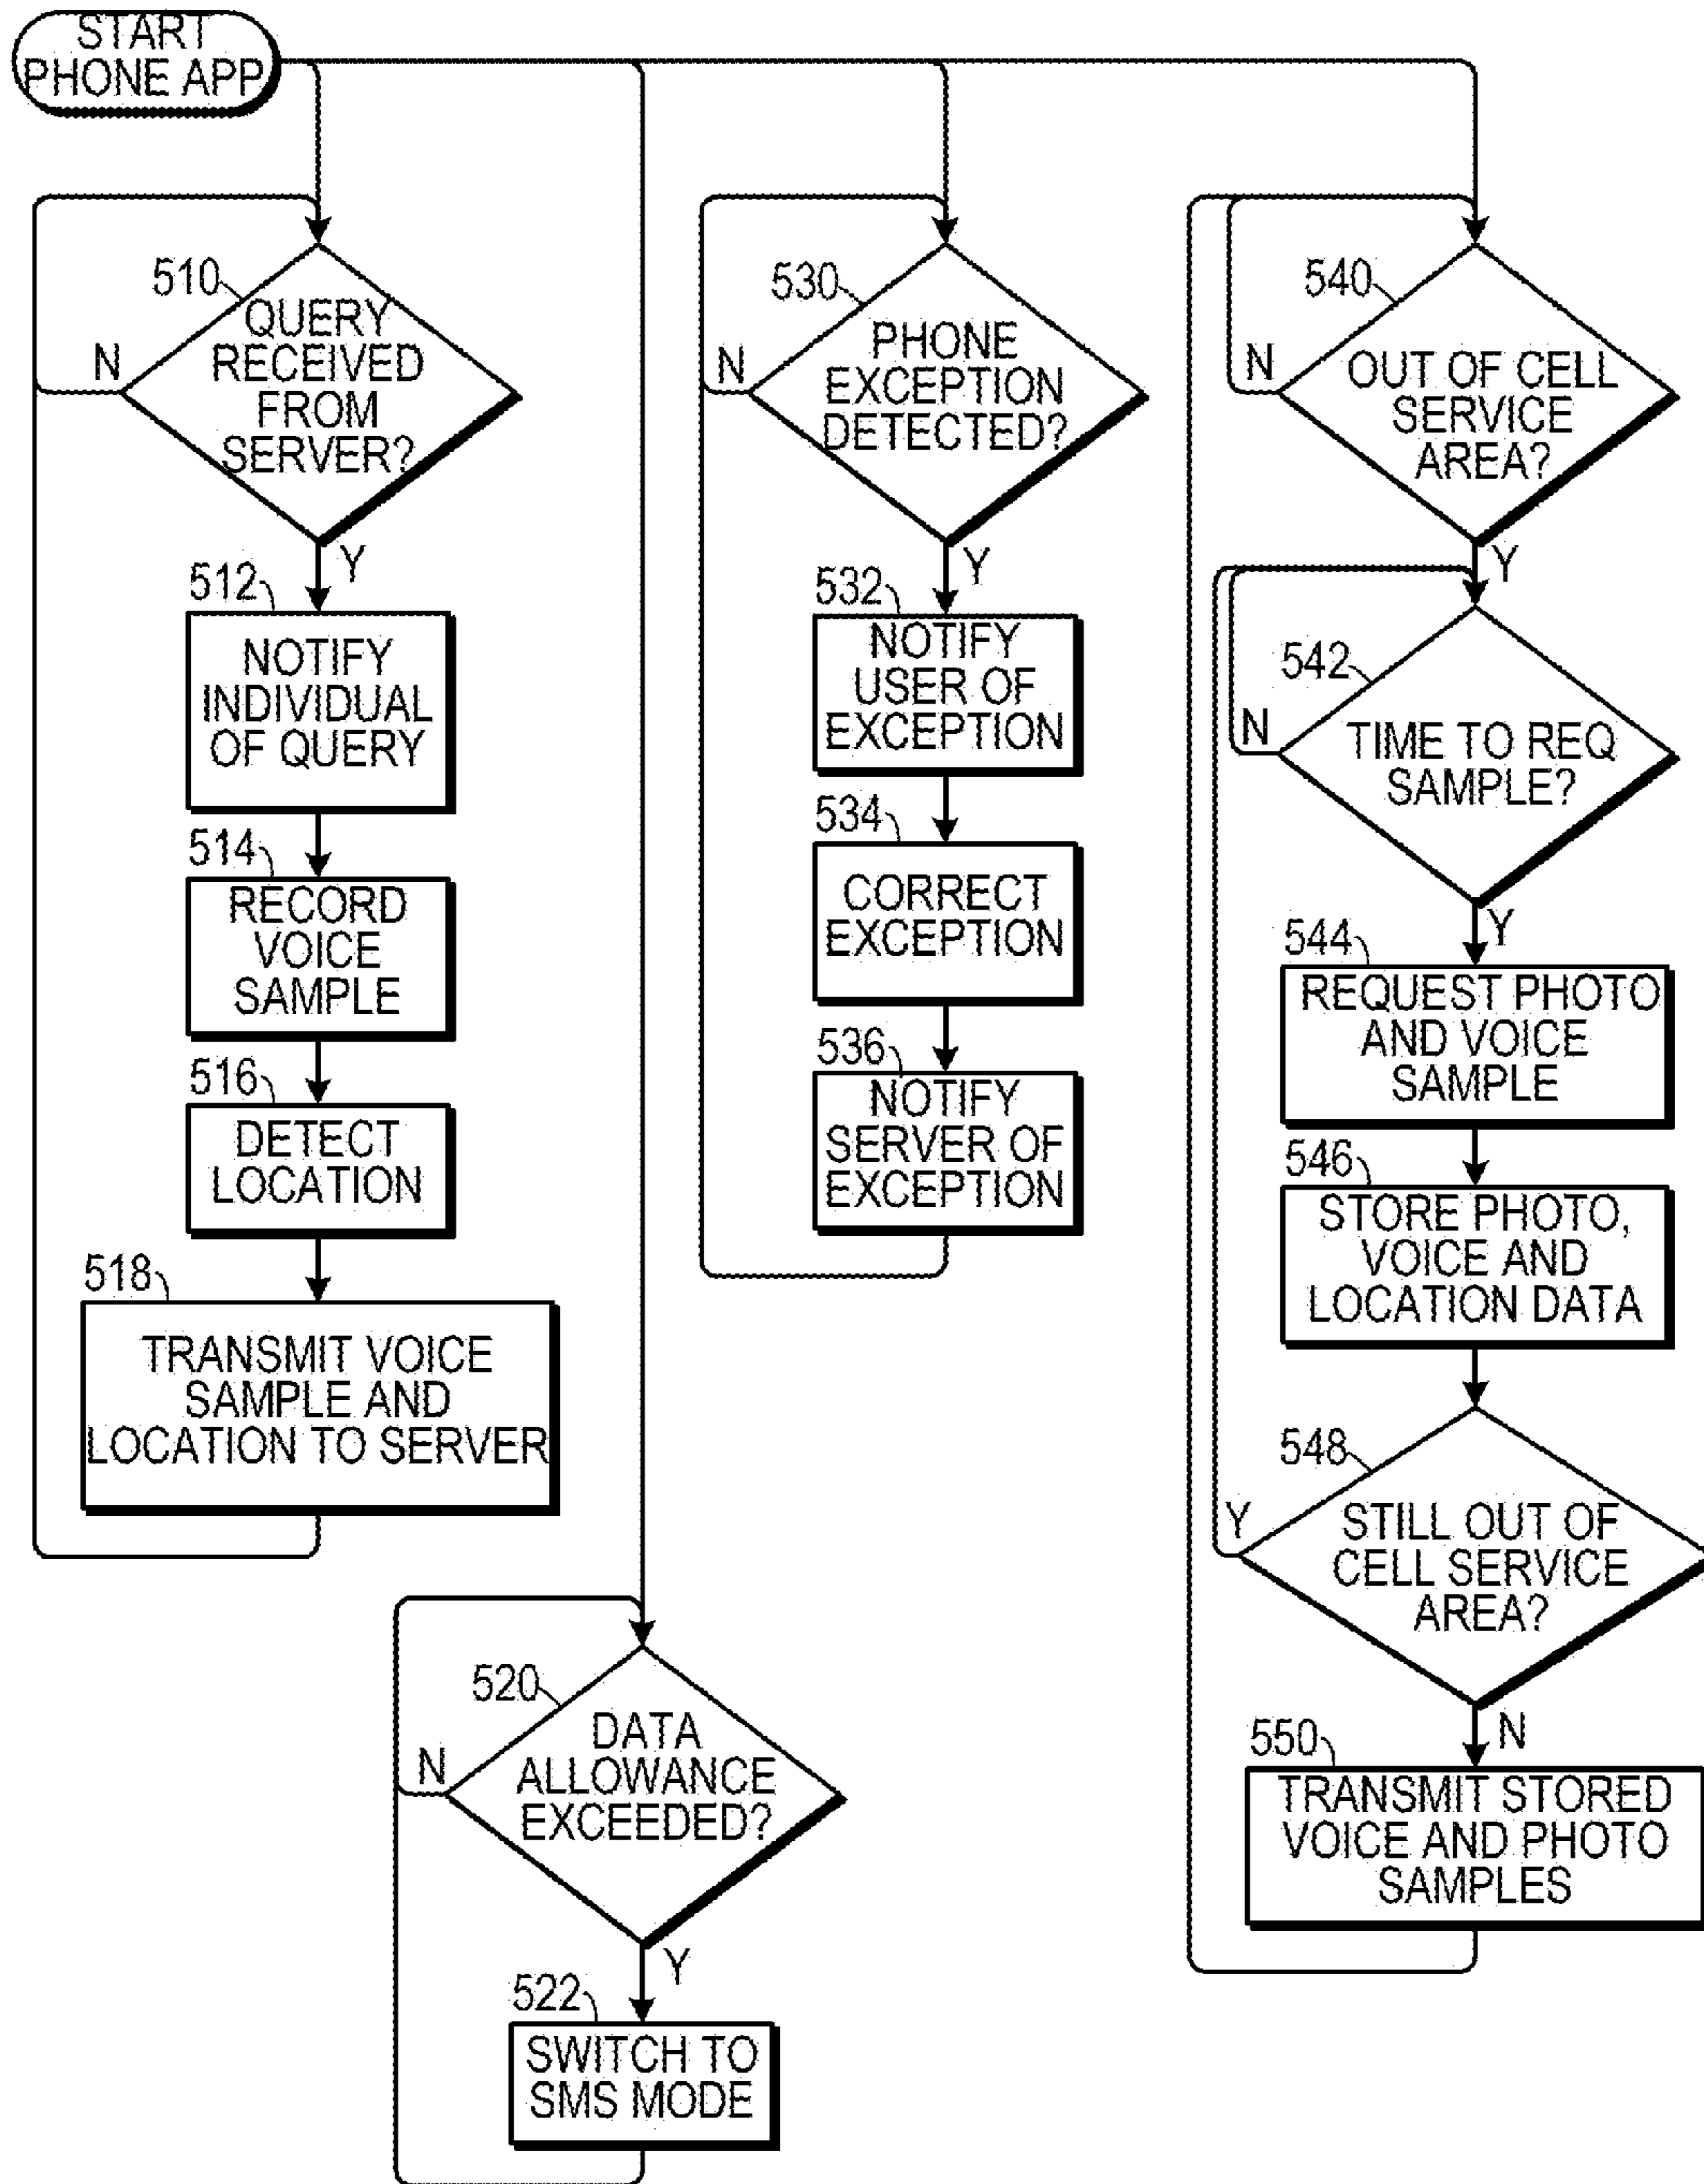 START
PHONE APP
510
QUERY
RECEIVED
FROM
SERVER?
N
Y
512
NOTIFY
INDIVIDUAL
OF QUERY
514
RECORD
VOICE
SAMPLE
516
DETECT
LOCATION
518
TRANSMIT VOICE
SAMPLE AND
LOCATION TO SERVER
520
DATA
ALLOWANCE
EXCEEDED?
N
Y
522
SWITCH TO
SMS MODE
530
PHONE
EXCEPTION
DETECTED?
N
Y
532
NOTIFY
USER OF
EXCEPTION
534
CORRECT
EXCEPTION
536
NOTIFY
SERVER OF
EXCEPTION
540
OUT OF CELL
SERVICE
AREA?
N
Y
542
TIME TO REQ
SAMPLE?
N
Y
544
REQUEST PHOTO
AND VOICE
SAMPLE
546
STORE PHOTO,
VOICE AND
LOCATION DATA
548
STILL OUT OF
CELL SERVICE
AREA?
Y
N
550
TRANSMIT STORED
VOICE AND PHOTO
SAMPLES